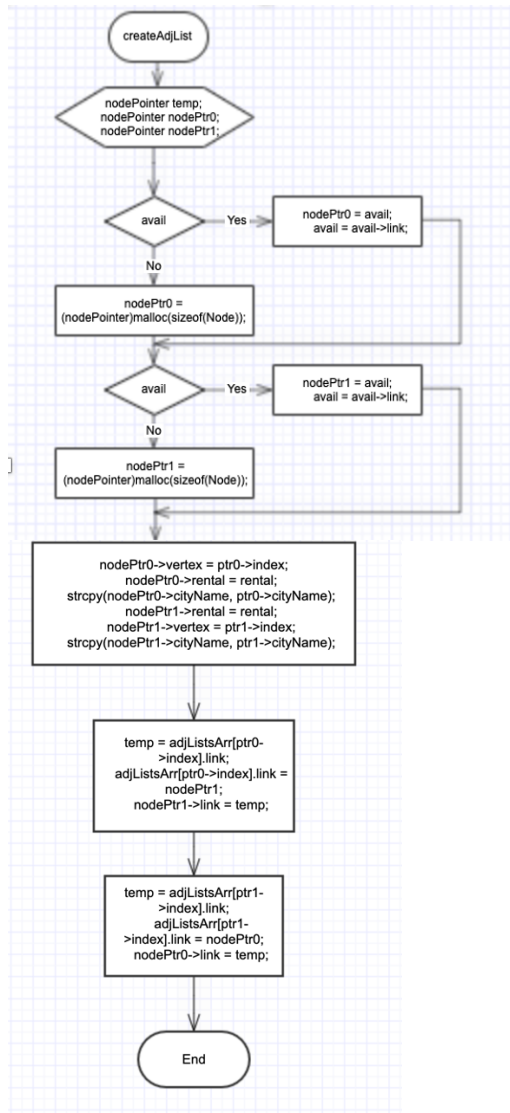 createAdjList
nodePointer temp;
nodePointer nodePtr0;
nodePointer nodePtr1;
avail
Yes
nodePtr0 = avail;
avail = avail->link;
No
nodePtr0 =
(nodePointer)malloc(sizeof(Node));
avail
Yes
nodePtr1 = avail;
avail = avail->link;
No
nodePtr1 =
(nodePointer)malloc(sizeof(Node));
nodePtr0->vertex = ptr0->index;
nodePtr0->rental = rental;
strcpy(nodePtr0->cityName, ptr0->cityName);
nodePtr1->rental = rental;
nodePtr1->vertex = ptr1->index;
strcpy(nodePtr1->cityName, ptr1->cityName);
temp = adjListsArr[ptr0-
>index].link;
adjListsArr[ptr0->index].link =
nodePtr1;
nodePtr1->link = temp;
temp = adjListsArr[ptr1-
>index].link;
adjListsArr[ptr1-
>index].link = nodePtr0;
nodePtr0->link = temp;
End